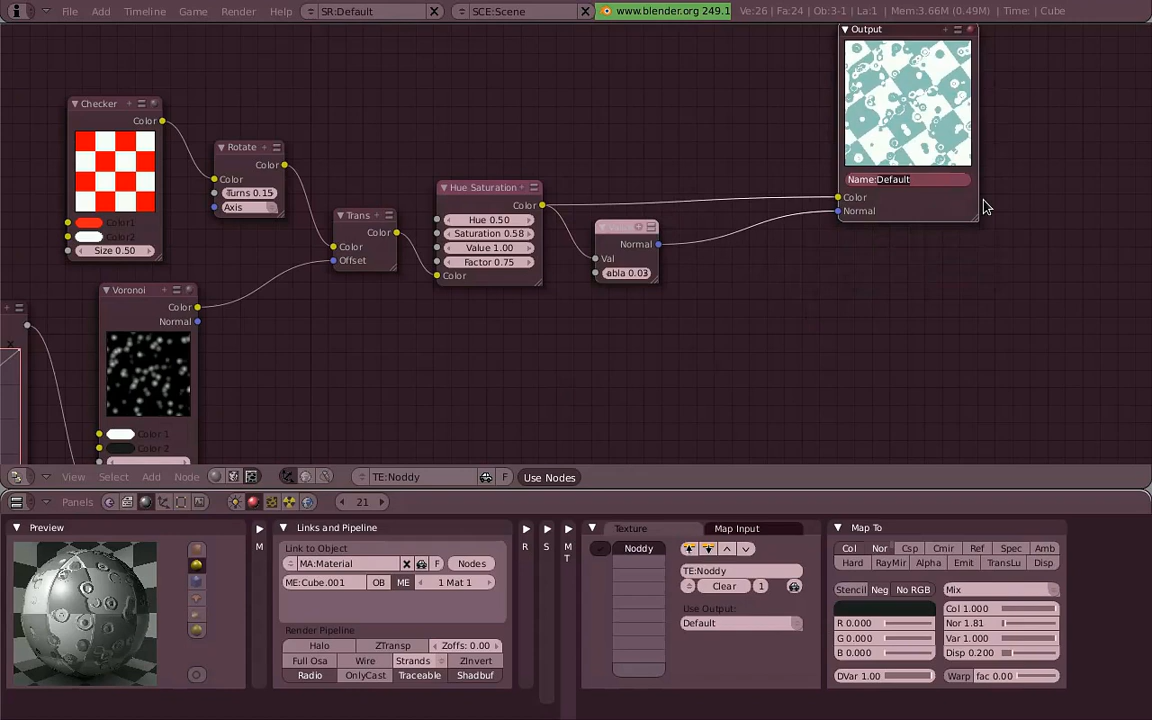 Add Timeline Game Render Help SR:Default SCE:Scene www.blender.org 249.1 Ve:26 | Fa:24 | Ob:3-1 | La:1 | Mem:3.66M (0.49M) | Time: | Cube
Output
Name:Default
Color
Normal
Checker
Color
Color1
Color2
Size 0.50
Rotate
Color
Color
Turns 0.15
Axis
Trans
Color
Color
Offset
Hue Saturation
Color
Hue 0.50
Saturation 0.58
Value 1.00
Factor 0.75
Color
Normal
Val
abla 0.03
Voronoi
Color
Normal
Color 1
Color 2
X
View Select Add Node TE:Noddy F Use Nodes
Panels 21
Preview
M
Links and Pipeline
Link to Object
MA:Material F Nodes
ME:Cube.001 OB ME 1 Mat 1
Render Pipeline
Halo ZTransp Zoffs: 0.00
Full Osa Wire Strands ZInvert
Radio OnlyCast Traceable Shadbuf
R
S
M
T
Texture Map Input
Noddy
TE:Noddy
Clear 1
Use Output:
Default
Map To
Col Nor Csp Cmir Ref Spec Amb
Hard RayMir Alpha Emit TransLu Disp
Stencil Neg No RGB Mix
R 0.000
G 0.000
B 0.000
DVar 1.00
Col 1.000
Nor 1.81
Var 1.000
Disp 0.200
Warp fac 0.00